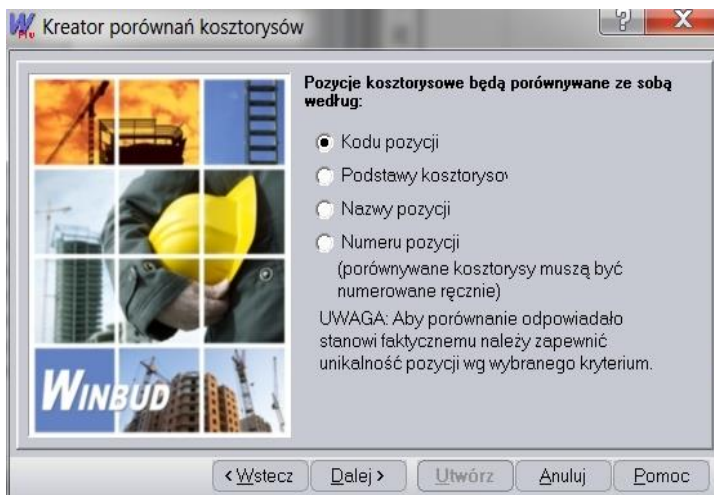 Kreator porównań kosztorysów
Pozycje kosztorysowe będą porównywane ze sobą
według:
Kodu pozycji
Podstawy kosztorysov
Nazwy pozycji
Numeru pozycji
(porównywane kosztorysy muszą być
numerowane ręcznie)
UWAGA: Aby porównanie odpowiadało
stanowi faktycznemu należy zapewnić
unikalność pozycji wg wybranego kryterium.
WINBUD
< Wstecz Dalej > Utwórz Anuluj Pomoc